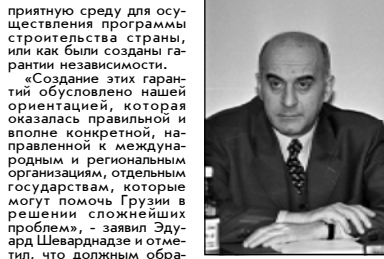 приятную среду для осу-
ществления программы
строительства страны,
или как были созданы га-
рантии независимости.
«Создание этих гаран-
тий обусловлено нашей
ориентацией, которая
оказалась правильной и
вполне конкретной, на-
правленной к междуна-
родным и региональным
организациям, отдельным
государствам, которые
могут помочь Грузии в
решении сложнейших
проблем», - заявил Эду-
ард Шеварднадзе и отме-
тил, что должным обра-